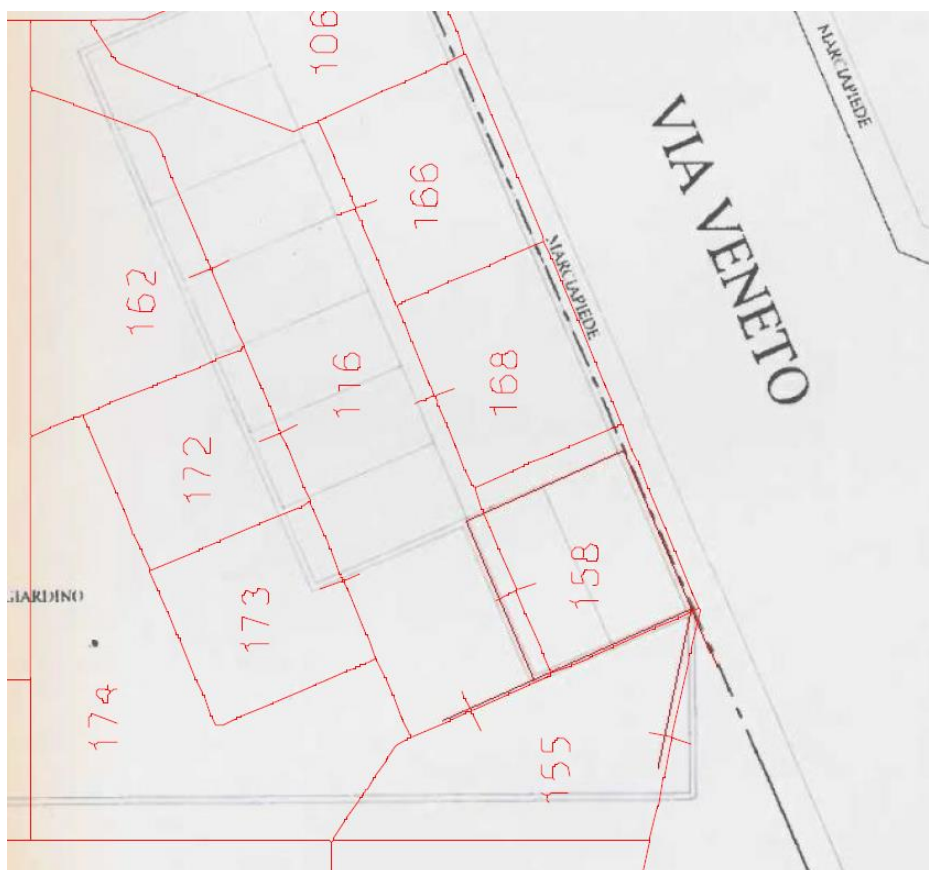 106
MARCIAPIEDE
VIA VENETO
166
162
MARCIAPIEDE
116
168
172
158
GIARDINO
173
174
155